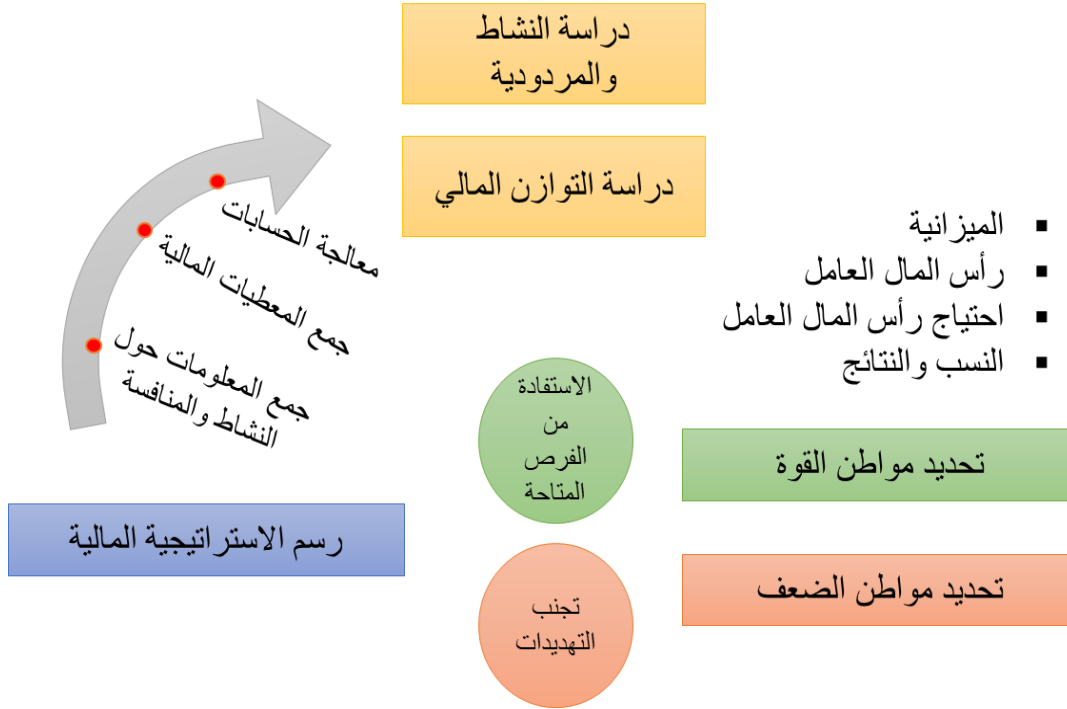 دراسة النشاط
والمردودية
دراسة التوازن المالي
معالجة الحسابات
جمع المعطيات المالية
جمع المعلومات حول
النشاط والمنافسة
▪ الميزانية
▪ رأس المال العامل
▪ احتياج رأس المال العامل
▪ النسب والنتائج
الاستفادة
من
الفرص
المتاحة
تحديد مواطن القوة
رسم الاستراتيجية المالية
تجنب
التهديدات
تحديد مواطن الضعف